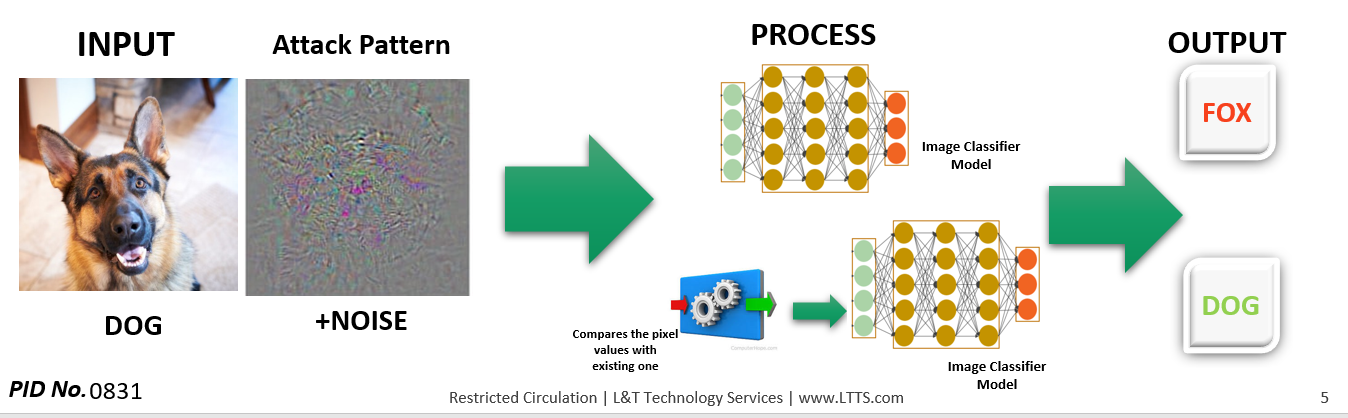 INPUT
Attack Pattern
PROCESS
OUTPUT
FOX
Image Classifier
Model
DOG
+NOISE
Compares the pixel
values with
existing one
ComputerHope.com
Image Classifier
Model
DOG
PID No. 0831
Restricted Circulation | L&T Technology Services | www.LTTS.com
5